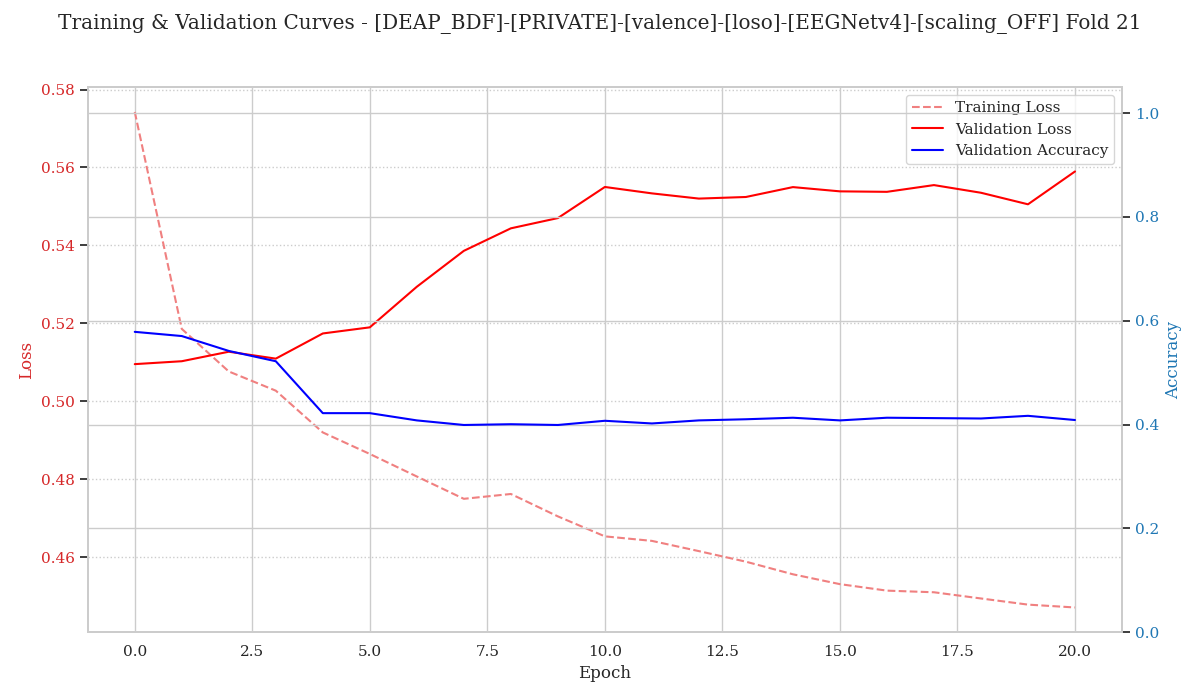 Training & Validation Curves - [DEAP_BDF]-[PRIVATE]-[valence]-[loso]-[EEGNetv4]-[scaling_OFF] Fold 21
Training Loss
Validation Loss
Validation Accuracy
0.58
0.56
0.54
0.52
0.50
0.48
0.46
Loss
1.0
0.8
0.6
0.4
0.2
0.0
Accuracy
0.0 2.5 5.0 7.5 10.0 12.5 15.0 17.5 20.0
Epoch